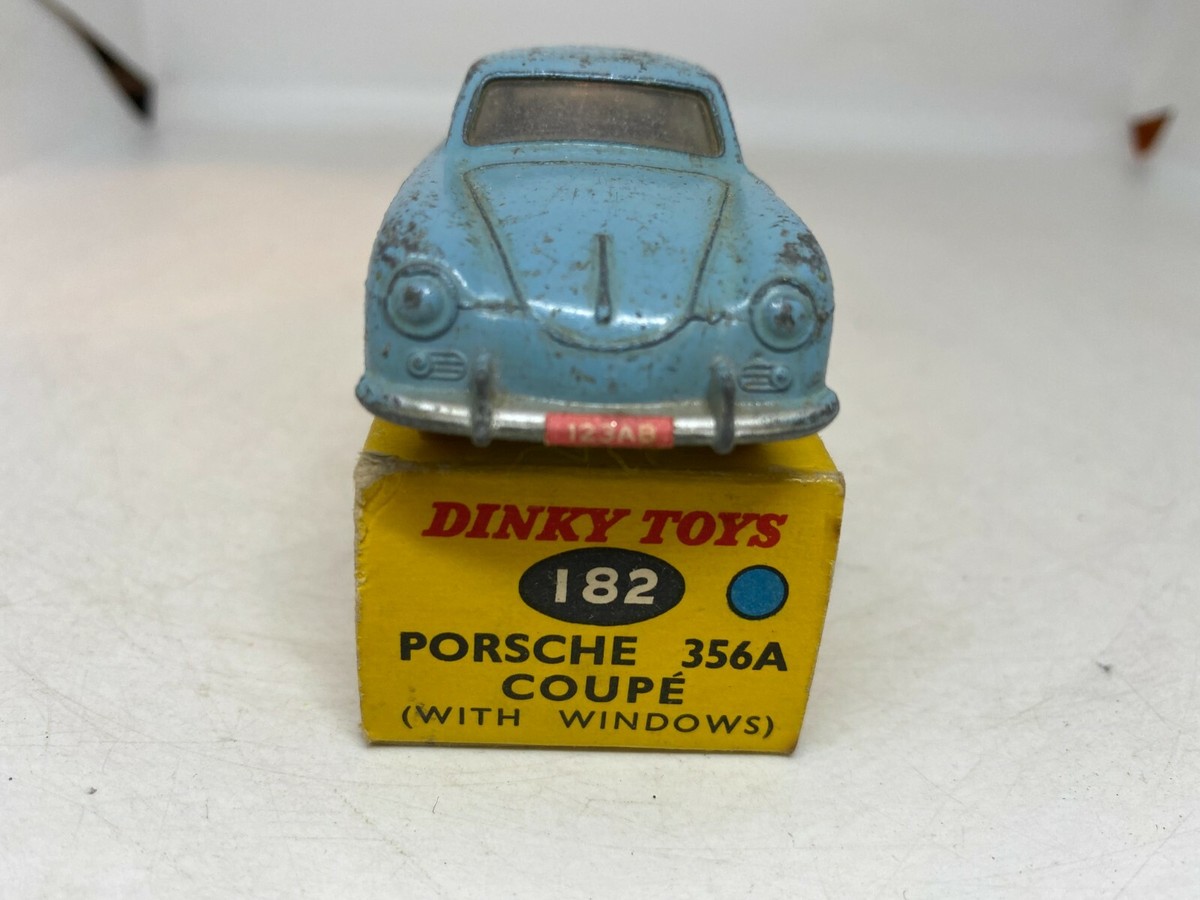 123AB
DINKY TOYS
182
PORSCHE 356A
COUPÉ
(WITH WINDOWS)